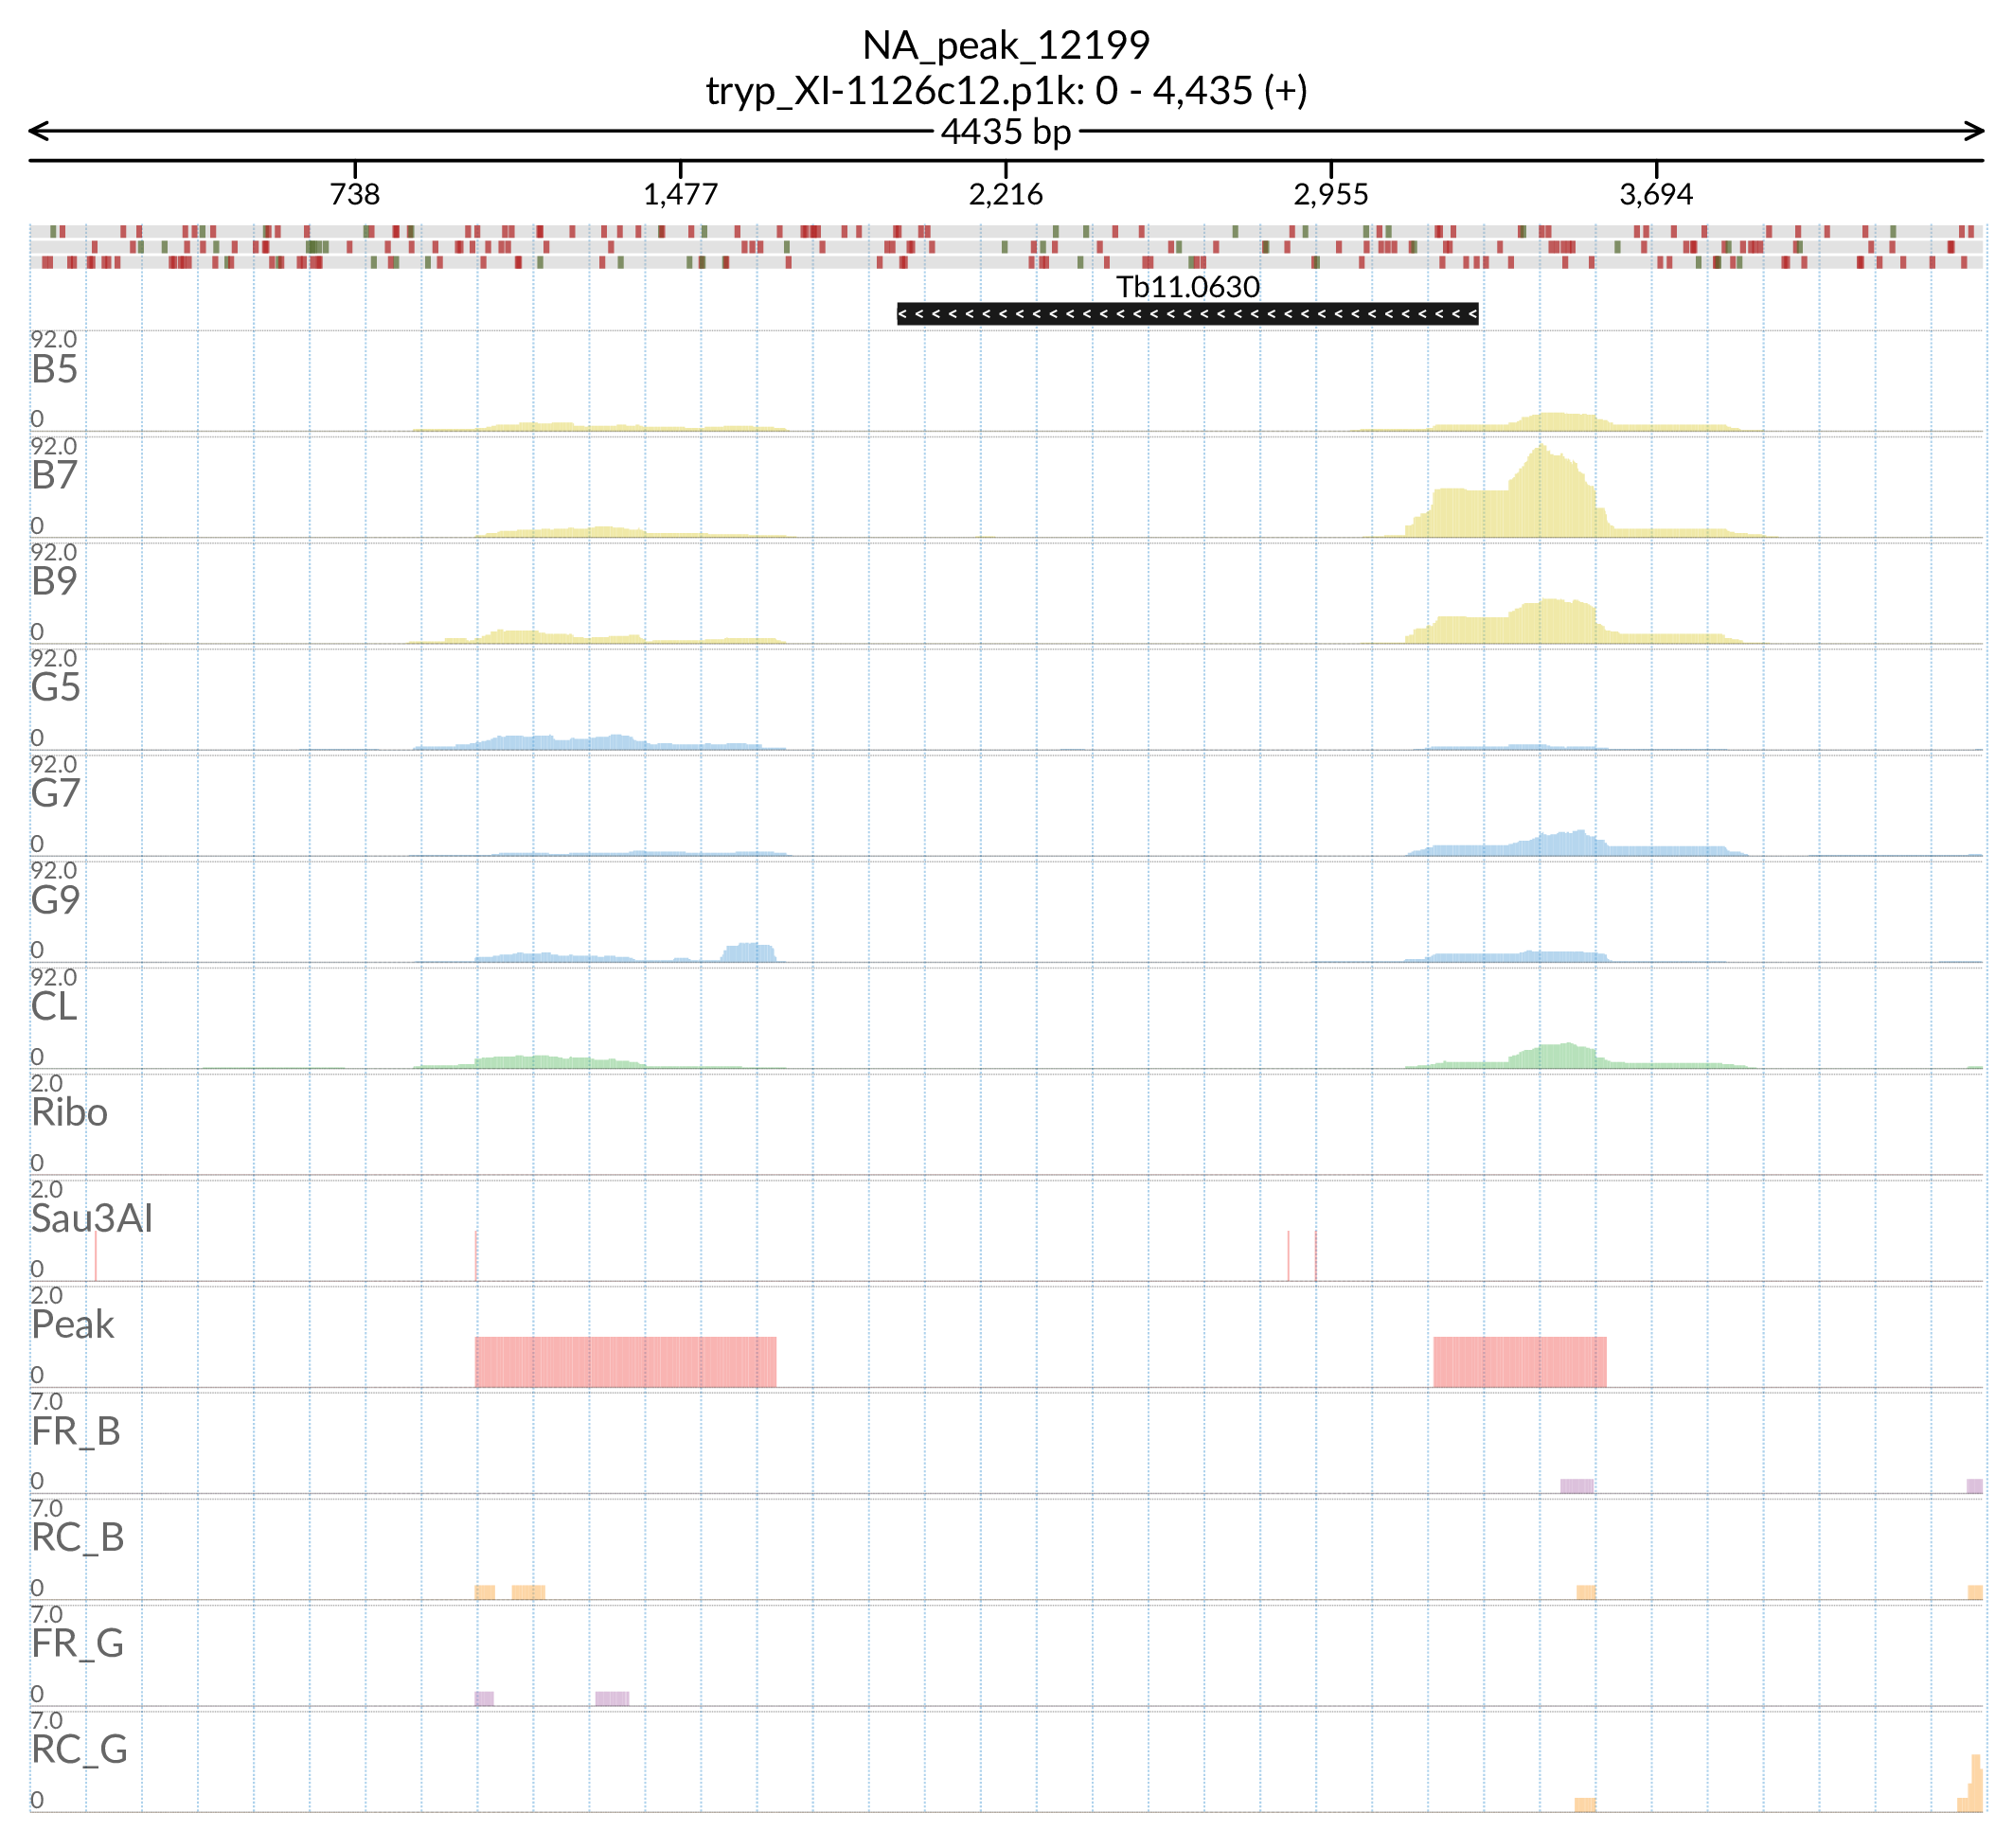 NA_peak_12199
tryp_XI-1126c12.p1k: 0 - 4,435 (+)
4435 bp
738 1,477 2,216 2,955 3,694
Tb11.0630
92.0
B5
0
92.0
B7
0
92.0
B9
0
92.0
G5
0
92.0
G7
0
92.0
G9
0
92.0
CL
0
2.0
Ribo
0
2.0
Sau3AI
0
2.0
Peak
0
7.0
FR_B
0
7.0
RC_B
0
7.0
FR_G
0
7.0
RC_G
0